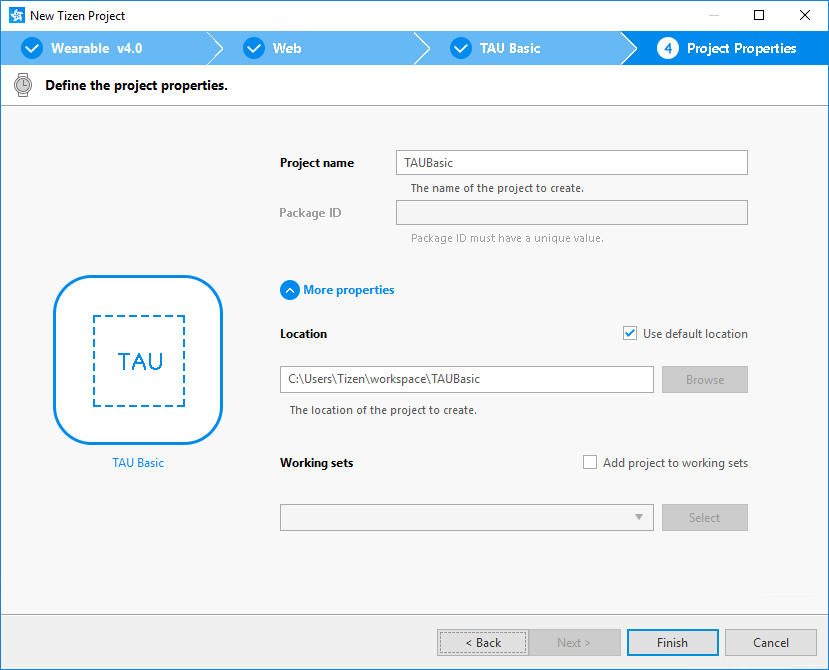 New Tizen Project
Wearable v4.0
Web
TAU Basic
4 Project Properties
Define the project properties.
Project name
TAUBasic
The name of the project to create.
Package ID
Package ID must have a unique value.
More properties
Location
Use default location
C:\Users\Tizen\workspace\TAUBasic
Browse
The location of the project to create.
TAU
TAU Basic
Working sets
Add project to working sets
Select
< Back
Next >
Finish
Cancel